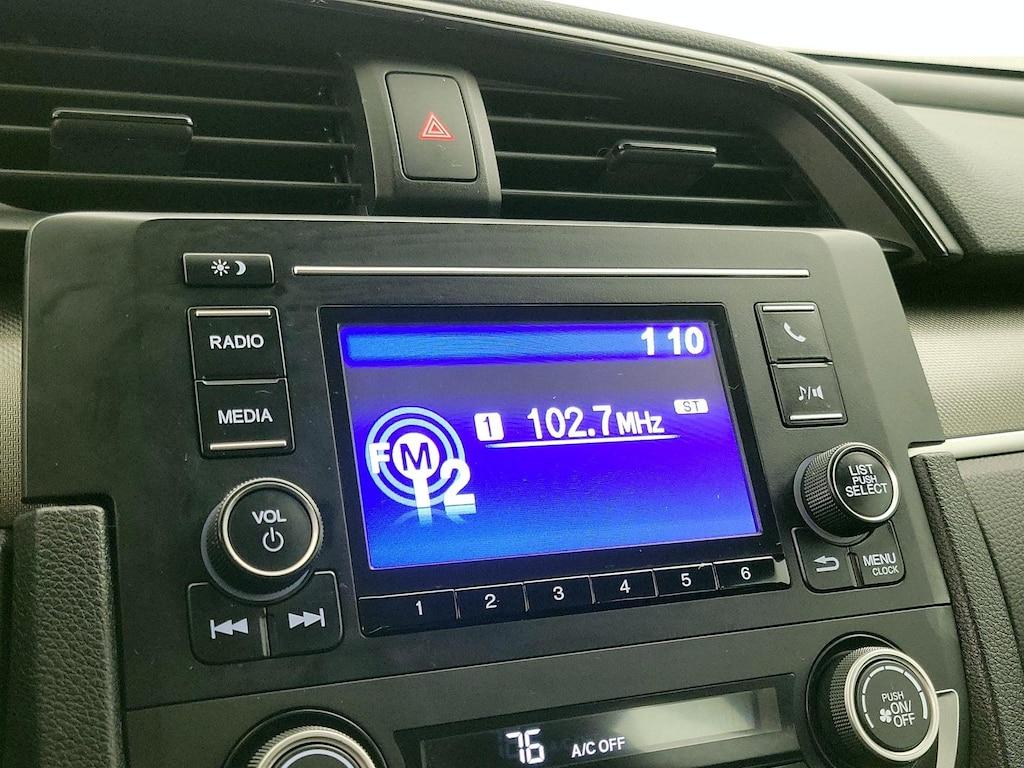 RADIO
MEDIA
VOL
1 10
1 102.7MHz ST
FM
12
1 2 3 4 5 6
LIST
PUSH
SELECT
MENU
CLOCK
76 A/C OFF
PUSH
ON/
OFF